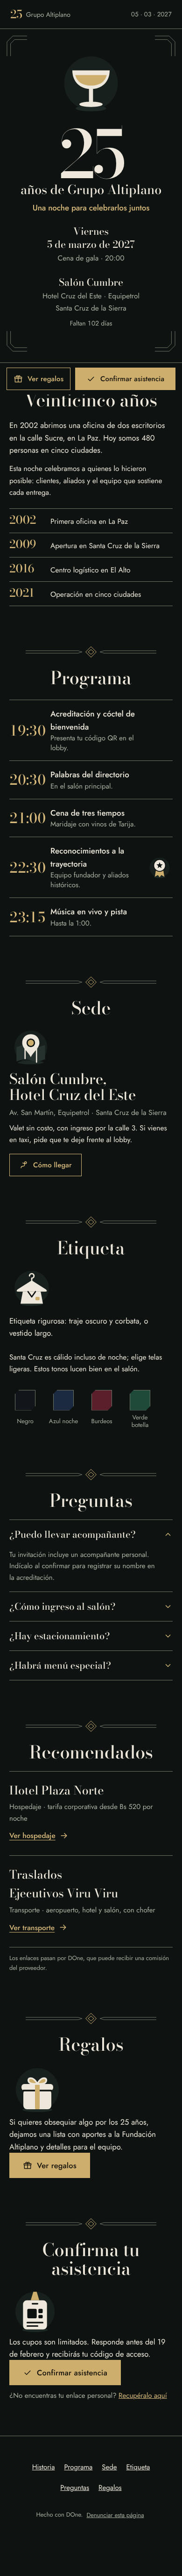 25 Grupo Altiplano
05 · 03 · 2027
25
años de Grupo Altiplano
Una noche para celebrarlos juntos
Viernes
5 de marzo de 2027
Cena de gala · 20:00
Salón Cumbre
Hotel Cruz del Este · Equipetrol
Santa Cruz de la Sierra
Faltan 102 días
Ver regalos
Confirmar asistencia
Veinticinco años
En 2002 abrimos una oficina de dos escritorios
en la calle Sucre, en La Paz. Hoy somos 480
personas en cinco ciudades.
Esta noche celebramos a quienes lo hicieron
posible: clientes, aliados y el equipo que sostiene
cada entrega.
2002 Primera oficina en La Paz
2009 Apertura en Santa Cruz de la Sierra
2016 Centro logístico en El Alto
2021 Operación en cinco ciudades
Programa
19:30 Acreditación y cóctel de
bienvenida
Presenta tu código QR en el
lobby.
20:30 Palabras del directorio
En el salón principal.
21:00 Cena de tres tiempos
Maridaje con vinos de Tarija.
22:30 Reconocimientos a la
trayectoria
Equipo fundador y aliados
históricos.
23:15 Música en vivo y pista
Hasta la 1:00.
Sede
Salón Cumbre,
Hotel Cruz del Este
Av. San Martín, Equipetrol · Santa Cruz de la Sierra
Valet sin costo, con ingreso por la calle 3. Si vienes
en taxi, pide que te deje frente al lobby.
Cómo llegar
Etiqueta
Etiqueta rigurosa: traje oscuro y corbata, o
vestido largo.
Santa Cruz es cálido incluso de noche; elige telas
ligeras. Estos tonos lucen bien en el salón.
Negro
Azul noche
Burdeos
Verde
botella
Preguntas
¿Puedo llevar acompañante?
Tu invitación incluye un acompañante personal.
Indícalo al confirmar para registrar su nombre en
la acreditación.
¿Cómo ingreso al salón?
¿Hay estacionamiento?
¿Habrá menú especial?
Recomendados
Hotel Plaza Norte
Hospedaje · tarifa corporativa desde Bs 520 por
noche
Ver hospedaje
Traslados
Ejecutivos Viru Viru
Transporte · aeropuerto, hotel y salón, con chofer
Ver transporte
Los enlaces pasan por DOne, que puede recibir una comisión
del proveedor.
Regalos
Si quieres obsequiar algo por los 25 años,
dejamos una lista con aportes a la Fundación
Altiplano y detalles para el equipo.
Ver regalos
Confirma tu
asistencia
Los cupos son limitados. Responde antes del 19
de febrero y recibirás tu código de acceso.
Confirmar asistencia
¿No encuentras tu enlace personal? Recupéralo aquí
Historia Programa Sede Etiqueta
Preguntas Regalos
Hecho con DOne. Denunciar esta página